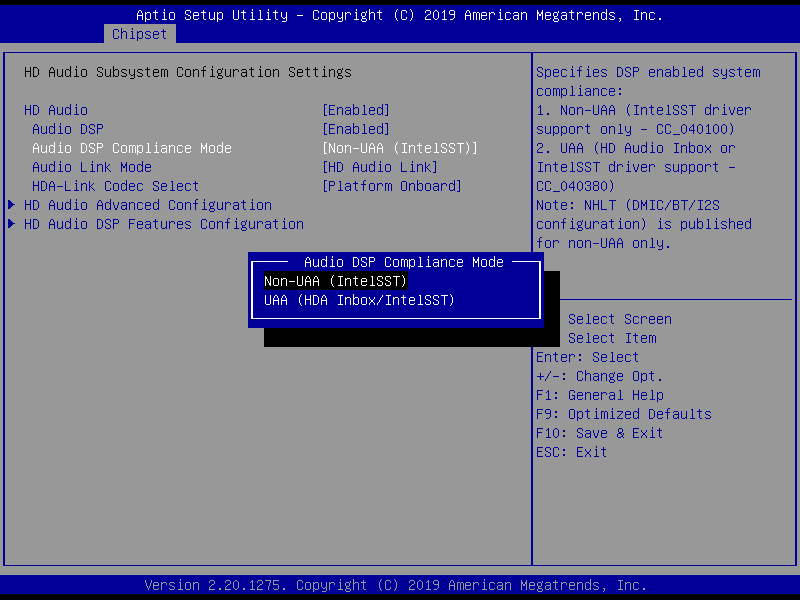 Aptio Setup Utility – Copyright (C) 2019 American Megatrends, Inc.
Chipset
HD Audio Subsystem Configuration Settings
HD Audio [Enabled]
Audio DSP [Enabled]
Audio DSP Compliance Mode [Non-UAA (IntelSST)]
Audio Link Mode [HD Audio Link]
HDA-Link Codec Select [Platform Onboard]
HD Audio Advanced Configuration
HD Audio DSP Features Configuration
Audio DSP Compliance Mode
Non-UAA (IntelSST)
UAA (HDA Inbox/IntelSST)
Specifies DSP enabled system
compliance:
1. Non-UAA (IntelSST driver
support only – CC_040100)
2. UAA (HD Audio Inbox or
IntelSST driver support –
CC_040380)
Note: NHLT (DMIC/BT/I2S
configuration) is published
for non-UAA only.
Select Screen
Select Item
Enter: Select
+/-: Change Opt.
F1: General Help
F9: Optimized Defaults
F10: Save & Exit
ESC: Exit
Version 2.20.1275. Copyright (C) 2019 American Megatrends, Inc.